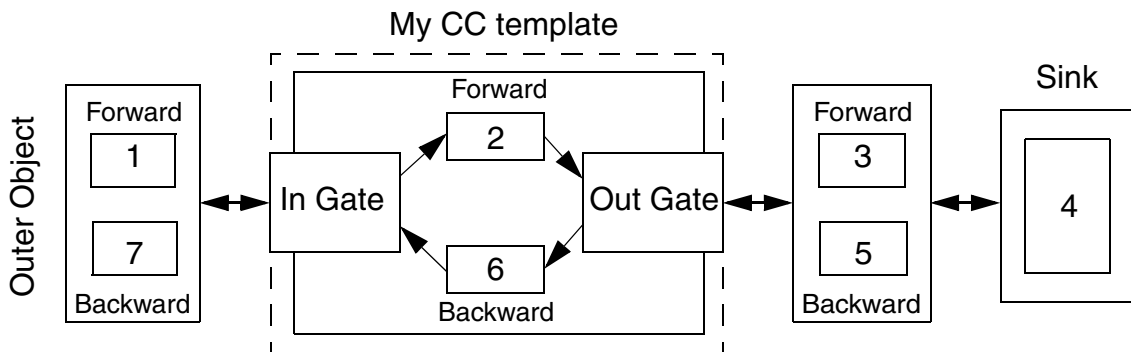 My CC template
Outer Object
Forward
1
7
Backward
In Gate
Forward
2
6
Backward
Out Gate
Forward
3
5
Backward
Sink
4